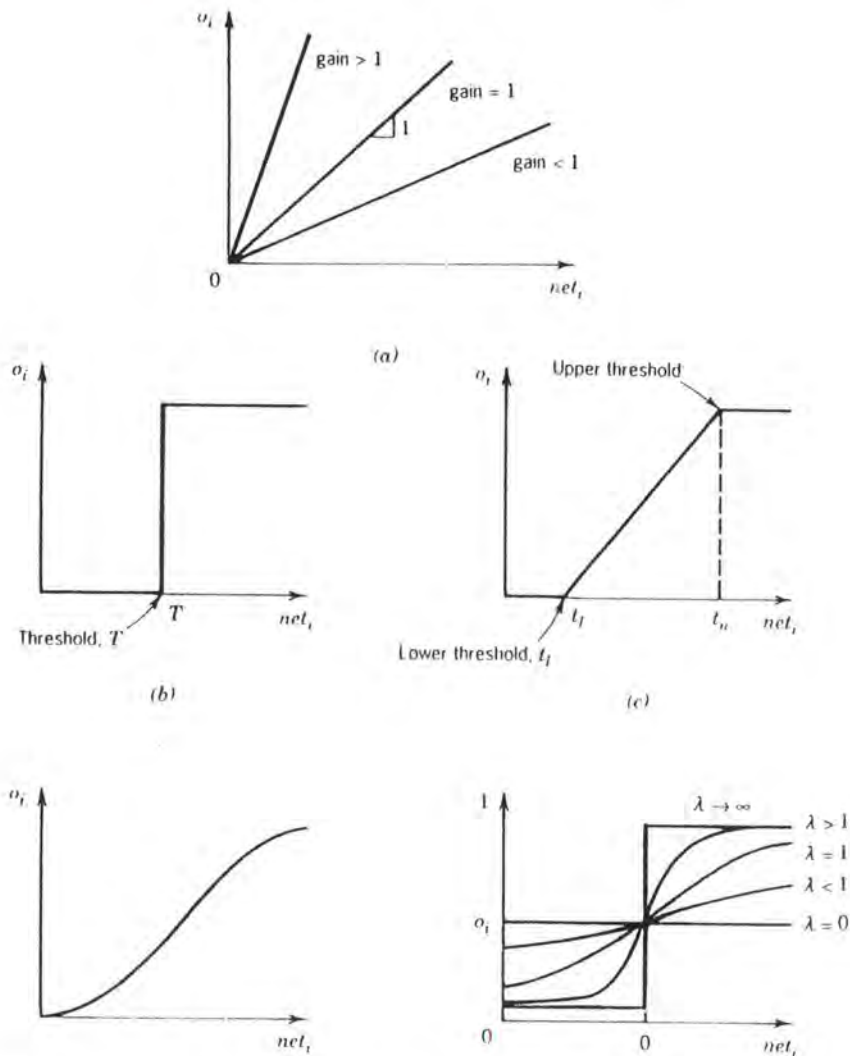 o_i
gain > 1
gain = 1
1
gain < 1
0
net_i
(a)
o_i
T
net_i
Threshold, T
(b)
o_i
Upper threshold
t_l
t_u
net_i
Lower threshold, t_l
(c)
o_i
net_i
1
λ → ∞
λ > 1
λ = 1
λ < 1
o_i
λ = 0
0
0
net_i